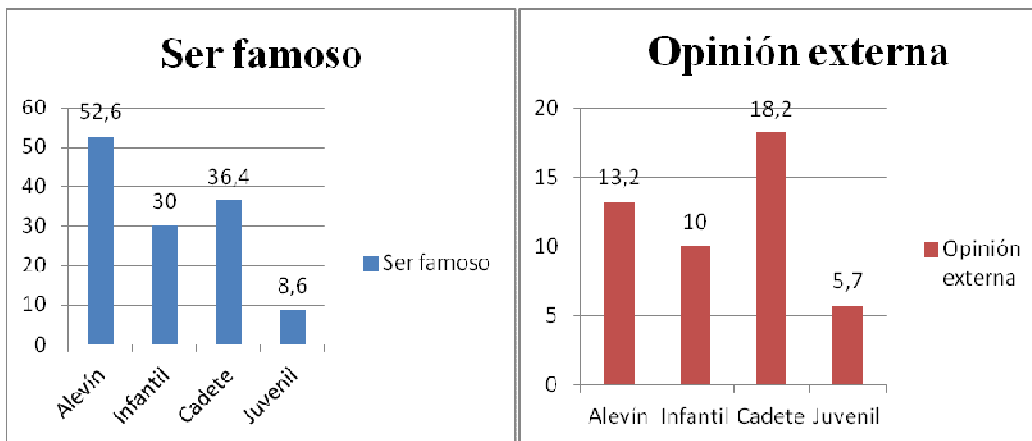 Ser famoso
60
50
40
30
20
10
0
52,6
30
36,4
8,6
Alevín
Infantil
Cadete
Juvenil
Ser famoso
Opinión externa
20
15
10
5
0
13,2
10
18,2
5,7
Alevín Infantil Cadete Juvenil
Opinión
externa